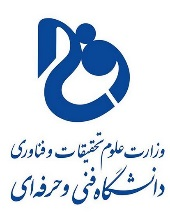 وزارت علوم تحقیقات و فناوری
دانشگاه فنی و حرفه‌ای